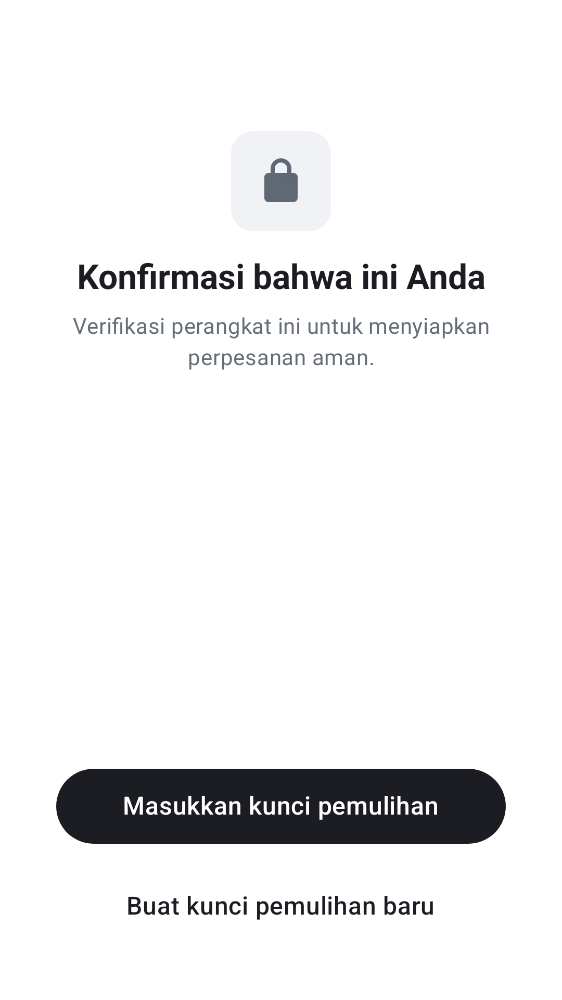 Konfirmasi bahwa ini Anda
Verifikasi perangkat ini untuk menyiapkan
perpesanan aman.
Masukkan kunci pemulihan
Buat kunci pemulihan baru